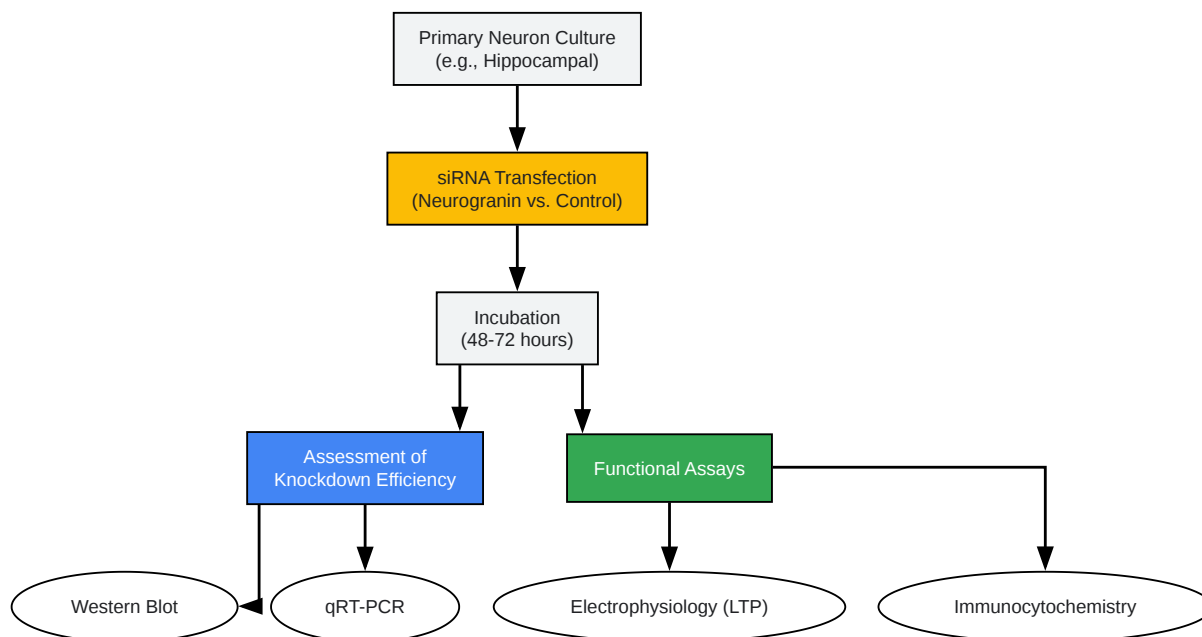 Primary Neuron Culture
(e.g., Hippocampal)
siRNA Transfection
(Neurogranin vs. Control)
Incubation
(48-72 hours)
Assessment of
Knockdown Efficiency
Functional Assays
Western Blot
qRT-PCR
Electrophysiology (LTP)
Immunocytochemistry